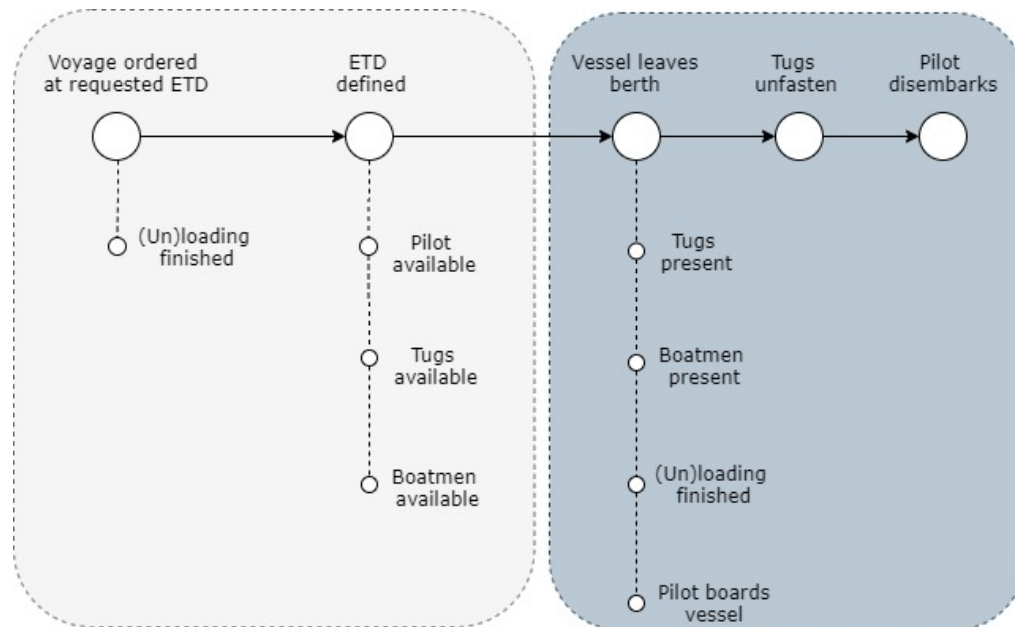 Voyage ordered
at requested ETD
ETD
defined
Vessel leaves
berth
Tugs
unfasten
Pilot
disembarks
(Un)loading
finished
Pilot
available
Tugs
available
Boatmen
available
Tugs
present
Boatmen
present
(Un)loading
finished
Pilot boards
vessel